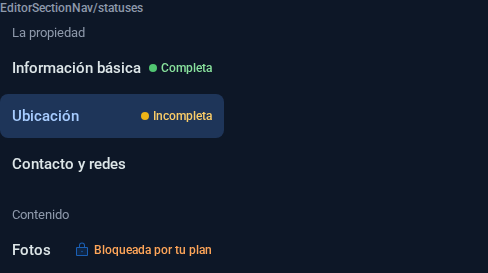 EditorSectionNav/statuses
La propiedad
Información básica Completa
Ubicación Incompleta
Contacto y redes
Contenido
Fotos Bloqueada por tu plan